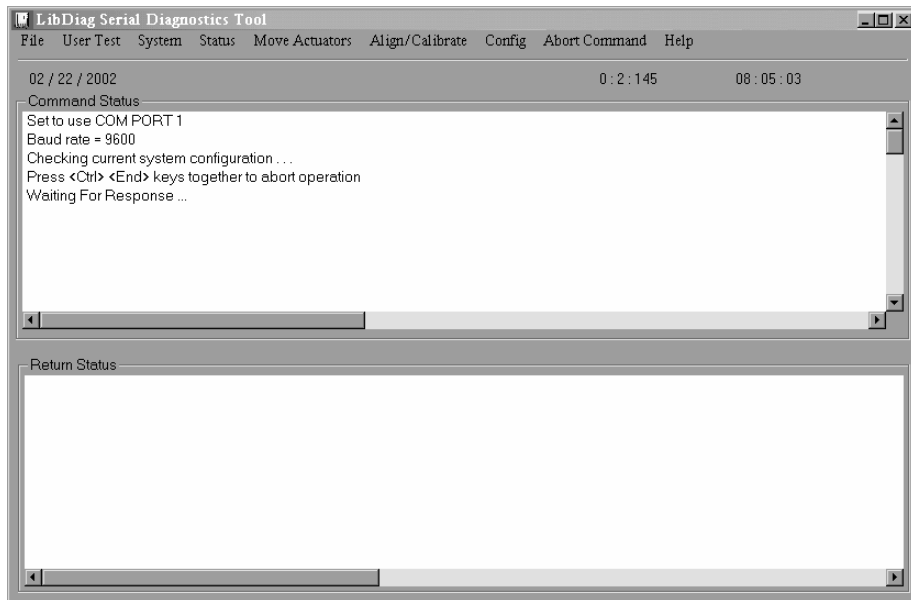 LibDiag Serial Diagnostics Tool
File User Test System Status Move Actuators Align/Calibrate Config Abort Command Help
02 / 22 / 2002 0 : 2 : 145 08 : 05 : 03
Command Status
Set to use COM PORT 1
Baud rate = 9600
Checking current system configuration . . .
Press <Ctrl> <End> keys together to abort operation
Waiting For Response ...
Return Status